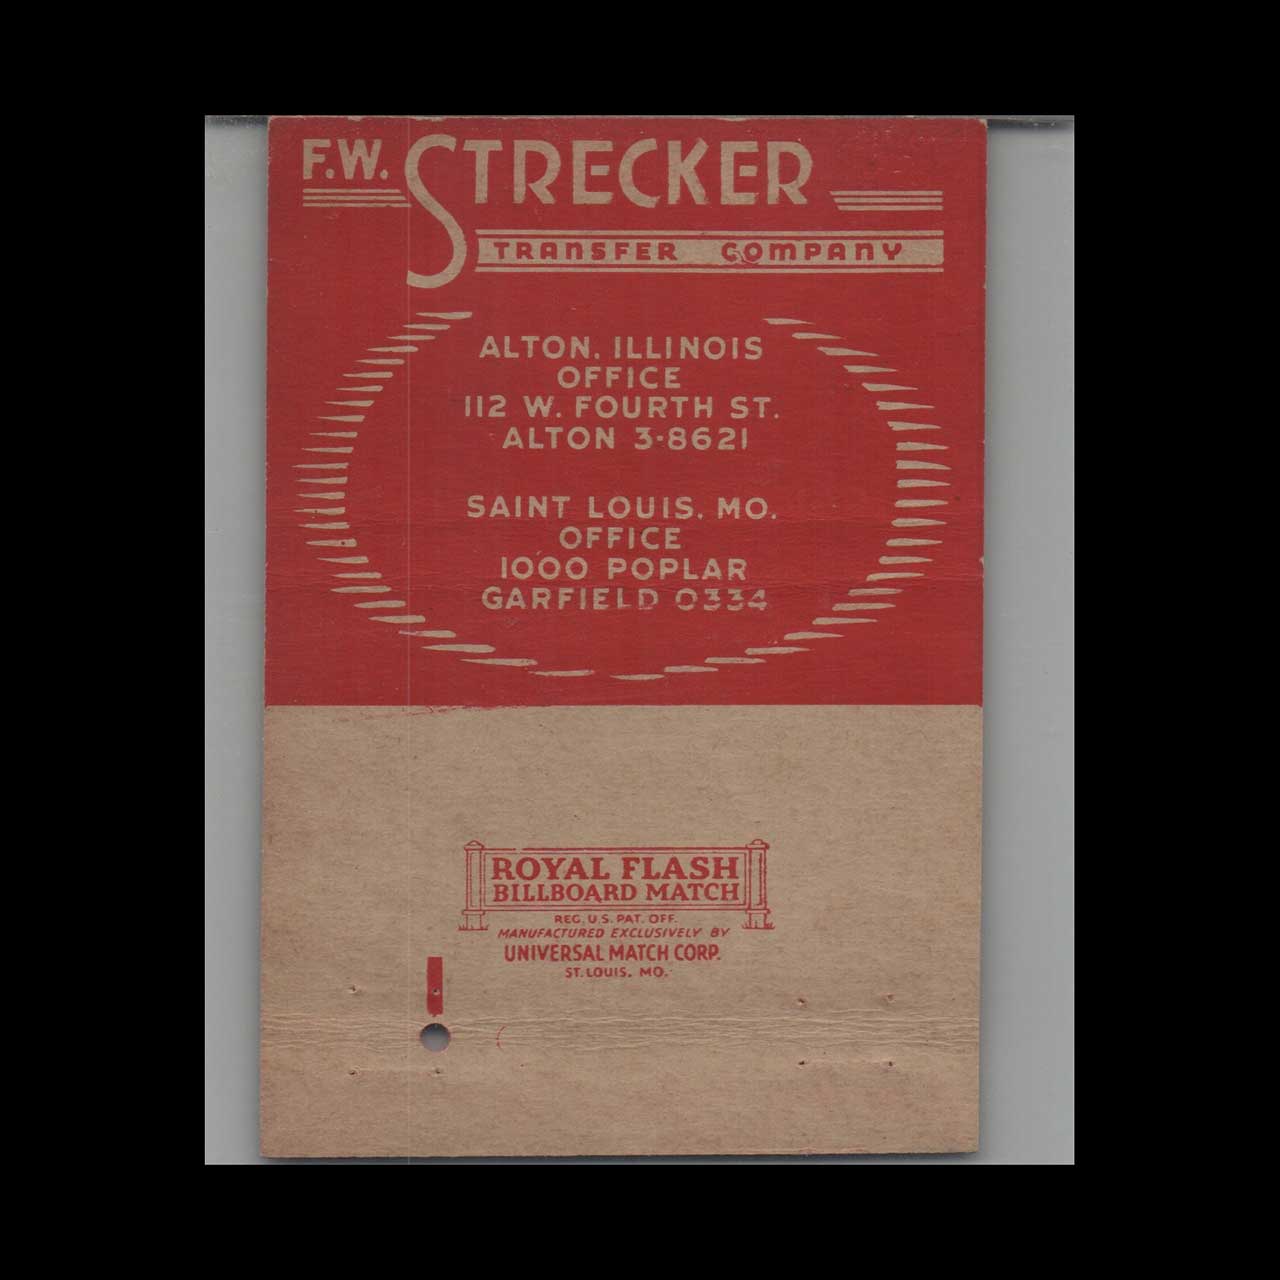 F.W. STRECKER
TRANSFER COMPANY
ALTON, ILLINOIS
OFFICE
112 W. FOURTH ST.
ALTON 3-8621
SAINT LOUIS, MO.
OFFICE
1000 POPLAR
GARFIELD 0334
ROYAL FLASH
BILLBOARD MATCH
REG. U.S. PAT. OFF.
MANUFACTURED EXCLUSIVELY BY
UNIVERSAL MATCH CORP.
ST. LOUIS, MO.